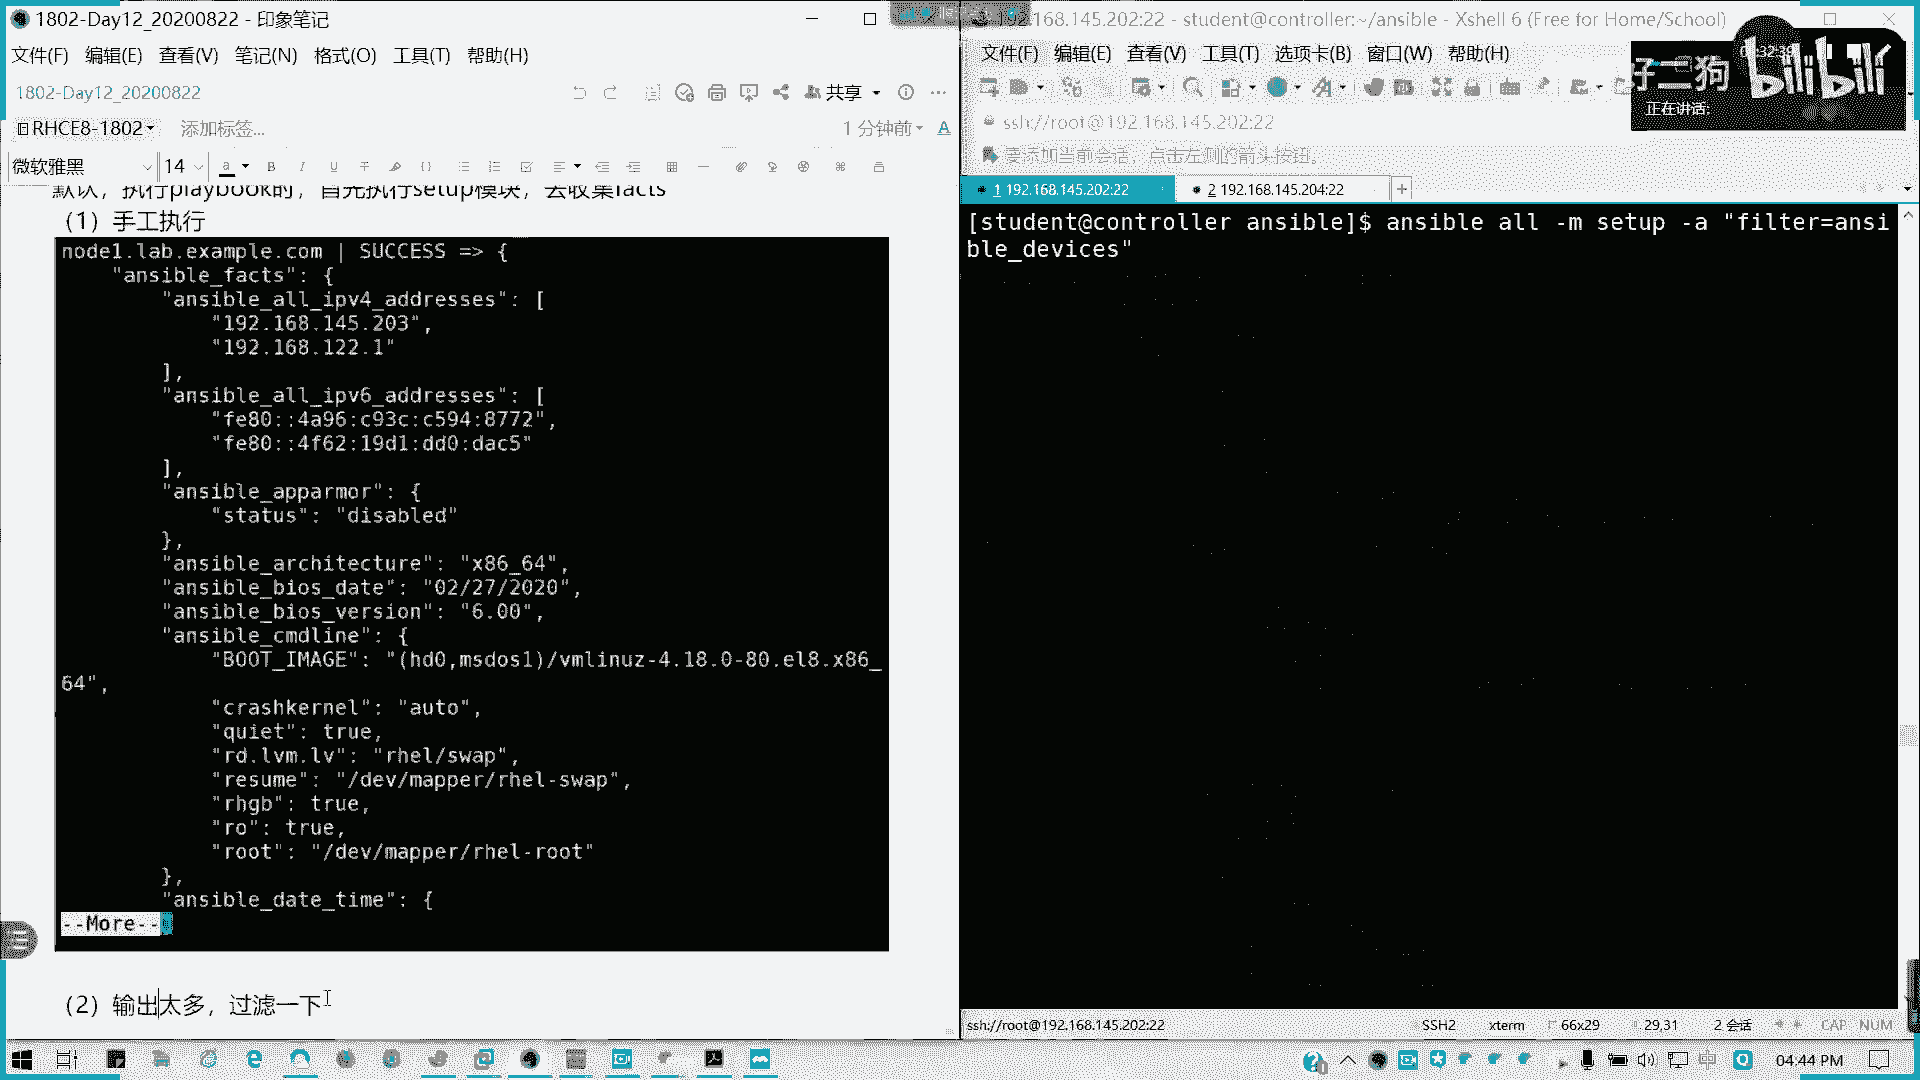 1802-Day12_20200822 - 印象笔记
文件(F) 编辑(E) 查看(V) 笔记(N) 格式(O) 工具(T) 帮助(H)
1802-Day12_20200822
共享
RHCE8-1802
添加标签...
1 分钟前
微软雅黑
14
默认，执行playbook时，首先执行setup模块，去收集facts
（1）手工执行
node1.lab.example.com | SUCCESS => {
"ansible_facts": {
"ansible_all_ipv4_addresses": [
"192.168.145.203",
"192.168.122.1"
],
"ansible_all_ipv6_addresses": [
"fe80::4a96:c93c:c594:8772",
"fe80::4f62:19d1:dd0:dac5"
],
"ansible_apparmor": {
"status": "disabled"
},
"ansible_architecture": "x86_64",
"ansible_bios_date": "02/27/2020",
"ansible_bios_version": "6.00",
"ansible_cmdline": {
"BOOT_IMAGE": "(hd0,msdos1)/vmlinuz-4.18.0-80.el8.x86_
64",
"crashkernel": "auto",
"quiet": true,
"rd.lvm.lv": "rhel/swap",
"resume": "/dev/mapper/rhel-swap",
"rhgb": true,
"ro": true,
"root": "/dev/mapper/rhel-root"
},
"ansible_date_time": {
--More--
（2）输出太多，过滤一下
192.168.145.202:22 - student@controller:~/ansible - Xshell 6 (Free for Home/School)
文件(F) 编辑(E) 查看(V) 工具(T) 选项卡(B) 窗口(W) 帮助(H)
ssh://root@192.168.145.202:22
要添加当前会话，点击左侧的箭头按钮。
1 192.168.145.202:22
2 192.168.145.204:22
[student@controller ansible]$ ansible all -m setup -a "filter=ansi
ble_devices"
ssh://root@192.168.145.202:22
SSH2
xterm
66x29
29,31
2 会话
CAP NUM
好三狗
bilibili
正在讲话:
04:44 PM